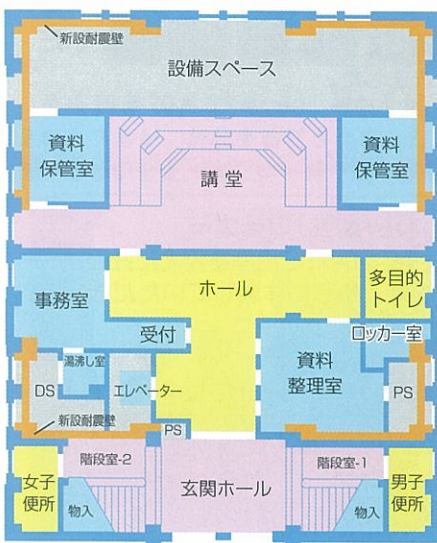 新設耐震壁
設備スペース
資料
保管室
講堂
資料
保管室
ホール
多目的
トイレ
事務室
受付
ロッカー室
湯沸し室
DS
エレベーター
資料
整理室
PS
新設耐震壁
PS
女子
便所
階段室-2
物入
玄関ホール
階段室-1
物入
男子
便所